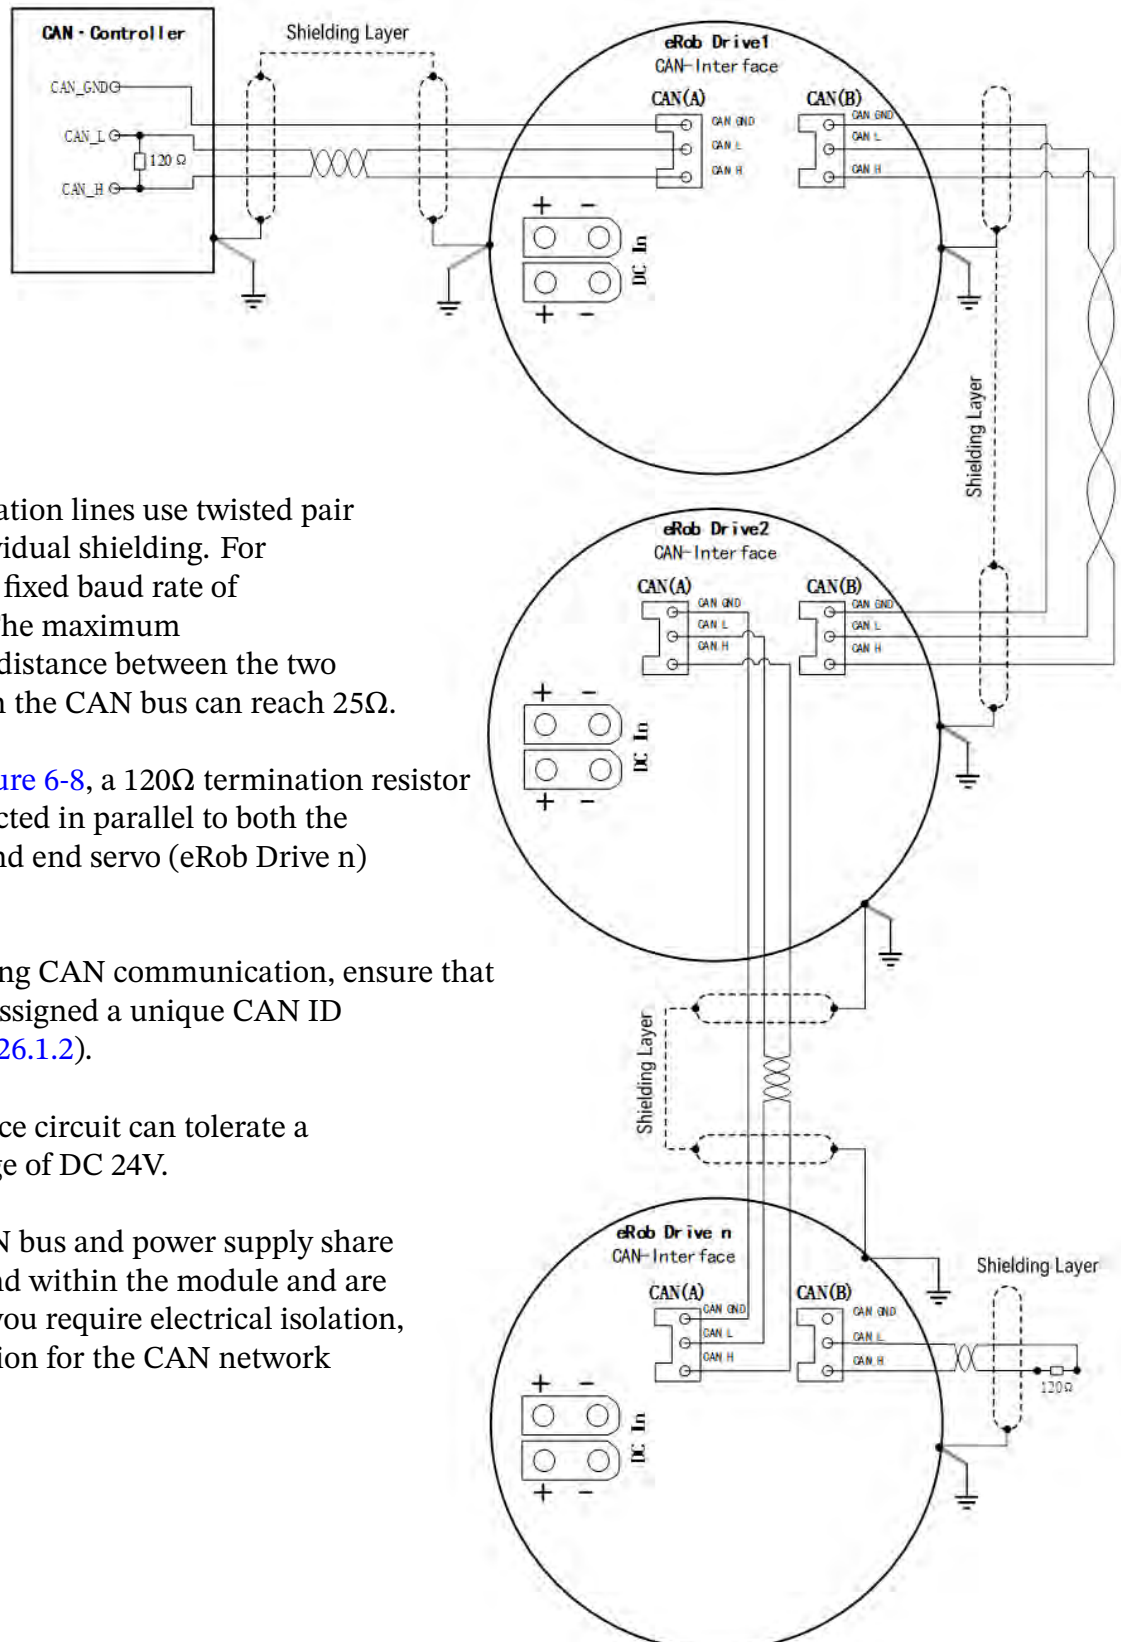 CAN-Controller
CAN_GND
CAN_L
120 Ω
CAN_H
Shielding Layer
eRob Drive1
CAN-Interface
CAN(A)
CAN GND
CAN L
CAN H
CAN(B)
CAN GND
CAN L
CAN H
+ −
DC In
+ −
Shielding Layer
ation lines use twisted pair
vidual shielding. For
fixed baud rate of
The maximum
distance between the two
n the CAN bus can reach 25Ω.
ure 6-8, a 120Ω termination resistor
cted in parallel to both the
nd end servo (eRob Drive n)
ng CAN communication, ensure that
ssigned a unique CAN ID
26.1.2).
ce circuit can tolerate a
ge of DC 24V.
N bus and power supply share
nd within the module and are
you require electrical isolation,
ion for the CAN network
eRob Drive2
CAN-Interface
CAN(A)
CAN GND
CAN L
CAN H
CAN(B)
CAN GND
CAN L
CAN H
+ −
DC In
+ −
Shielding Layer
eRob Drive n
CAN-Interface
CAN(A)
CAN GND
CAN L
CAN H
CAN(B)
CAN GND
CAN L
CAN H
+ −
DC In
+ −
Shielding Layer
120Ω